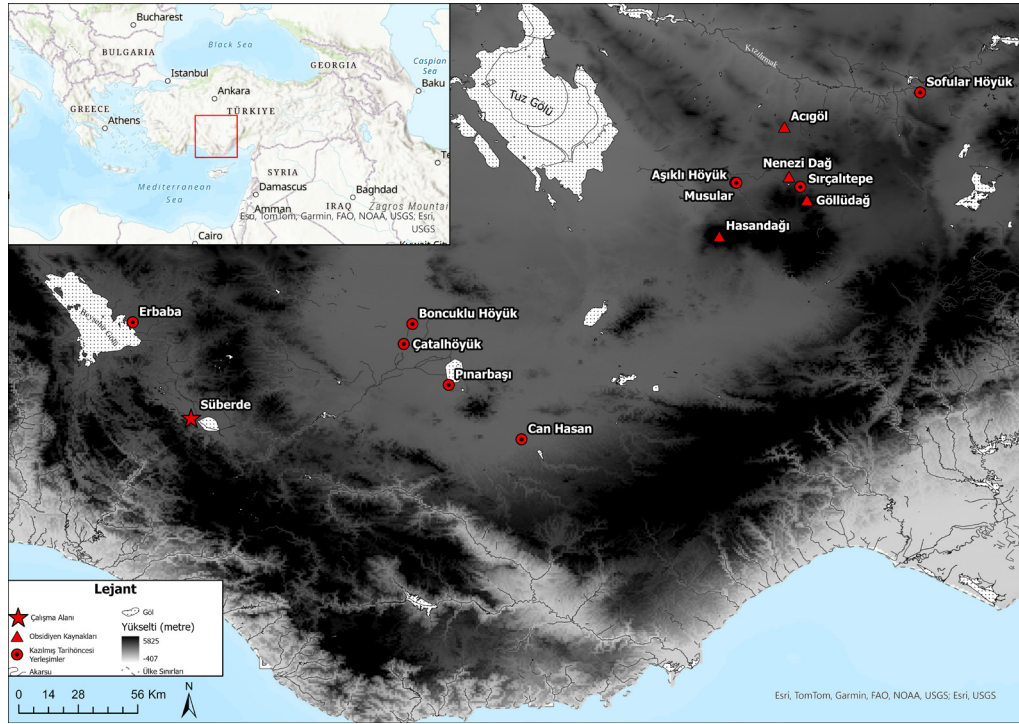 Bucharest
Black Sea
BULGARIA
GEORGIA
Caspian
Sea
Istanbul
Baku
Ankara
GREECE
TÜRKIYE
Athens
SYRIA
Mediterranean
Sea
Damascus
Baghdad
IRAQ
Zagros Mountai
Amman
Esri, TomTom, Garmin, FAO, NOAA, USGS; Esri,
USGS
Cairo
Kuwait City
Kızılırmak
Sofular Höyük
Tuz Gölü
Acıgöl
Nenezi Dağ
Aşıklı Höyük
Sırçalıtepe
Musular
Göllüdağ
Hasandağı
Beyşehir Gölü
Erbaba
Boncuklu Höyük
Çatalhöyük
Pınarbaşı
Süberde
Can Hasan
Lejant
Çalışma Alanı
Obsidiyen Kaynakları
Kazılmış Tarihöncesi
Yerleşimler
Akarsu
Göl
Yükselti (metre)
5825
-407
Ülke Sınırları
0 14 28 56 Km
N
Esri, TomTom, Garmin, FAO, NOAA, USGS; Esri, USGS